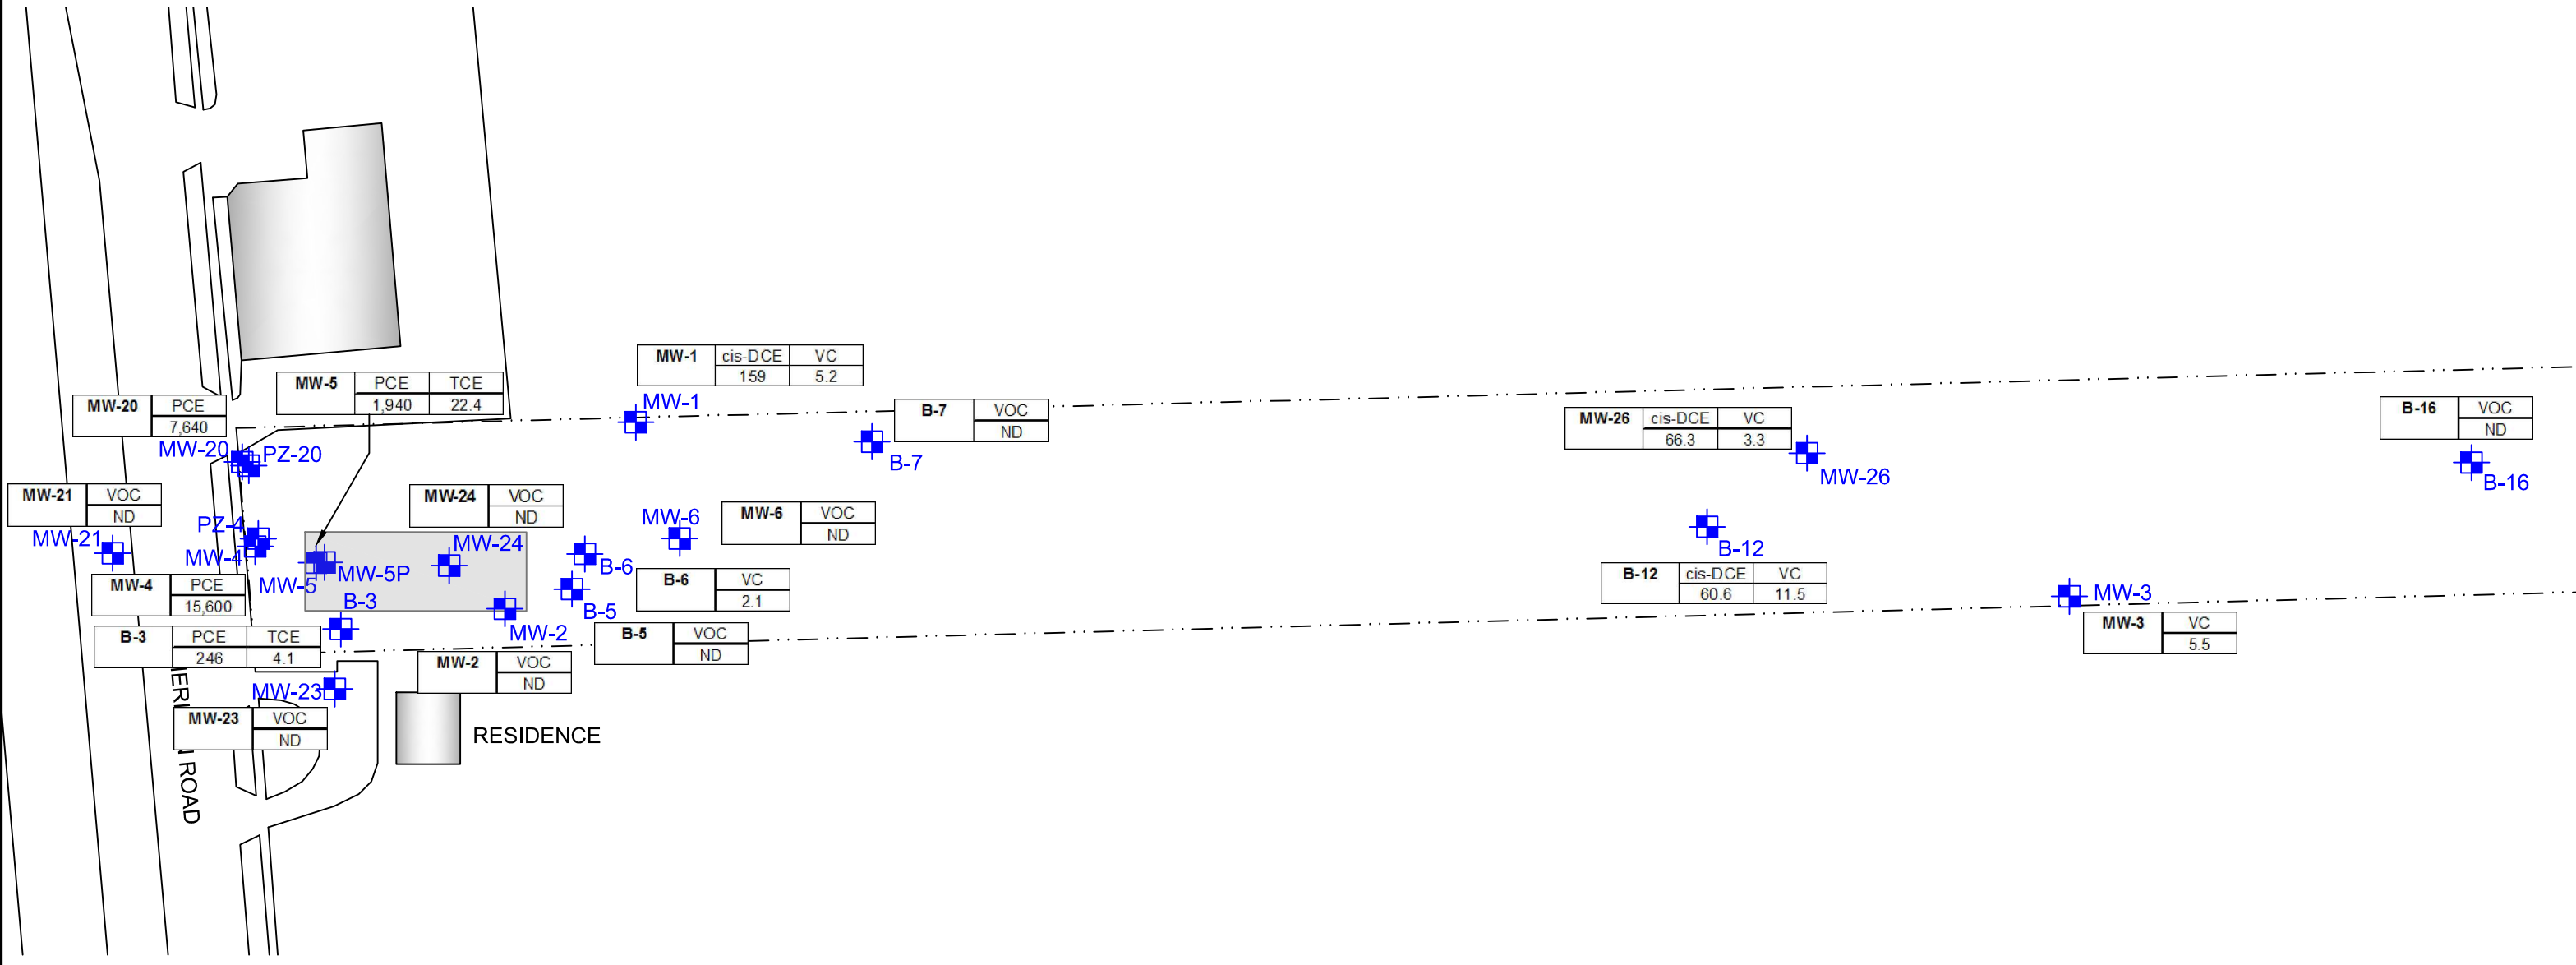 MW-1 cis-DCE VC
159 5.2
MW-1
MW-5 PCE TCE
1,940 22.4
MW-20 PCE
7,640
B-7 VOC
ND
B-7
MW-26 cis-DCE VC
66.3 3.3
MW-26
B-16 VOC
ND
B-16
MW-20
PZ-20
MW-21 VOC
ND
MW-21
MW-24 VOC
ND
MW-24
MW-6
MW-6 VOC
ND
PZ-4
MW-4
MW-5
MW-5P
B-6
B-6 VC
2.1
B-12
B-12 cis-DCE VC
60.6 11.5
MW-4 PCE
15,600
B-3
B-5
MW-3
MW-3 VC
5.5
B-3 PCE TCE
246 4.1
MW-2
B-5 VOC
ND
MW-2 VOC
ND
MW-23
MW-23 VOC
ND
RESIDENCE
ROAD